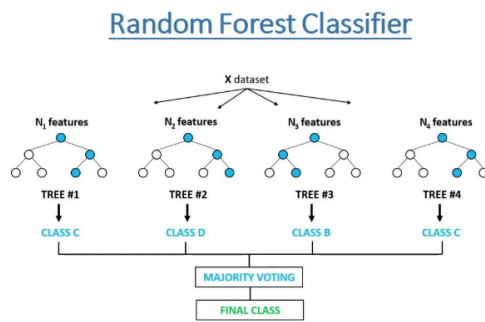 Random Forest Classifier
X dataset
N₁ features N₂ features N₃ features N₄ features
TREE #1 TREE #2 TREE #3 TREE #4
CLASS C CLASS D CLASS B CLASS C
MAJORITY VOTING
FINAL CLASS